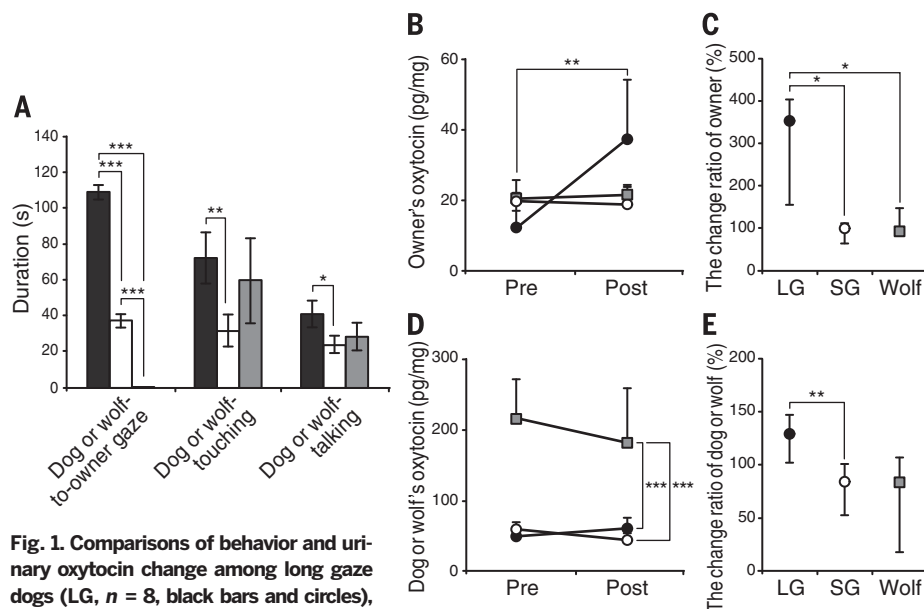 A
Duration (s)
140
120
100
80
60
40
20
0
***
***
***
**
*
Dog or wolf-
to-owner gaze
Dog or wolf-
touching
Dog or wolf-
talking
B
Owner's oxytocin (pg/mg)
60
40
20
0
**
Pre
Post
C
The change ratio of owner (%)
500
400
300
200
100
0
*
*
LG
SG
Wolf
D
Dog or wolf's oxytocin (pg/mg)
300
200
100
0
***
***
Pre
Post
E
The change ratio of dog or wolf (%)
200
150
100
50
0
**
LG
SG
Wolf
Fig. 1. Comparisons of behavior and uri-
nary oxytocin change among long gaze
dogs (LG, n = 8, black bars and circles),